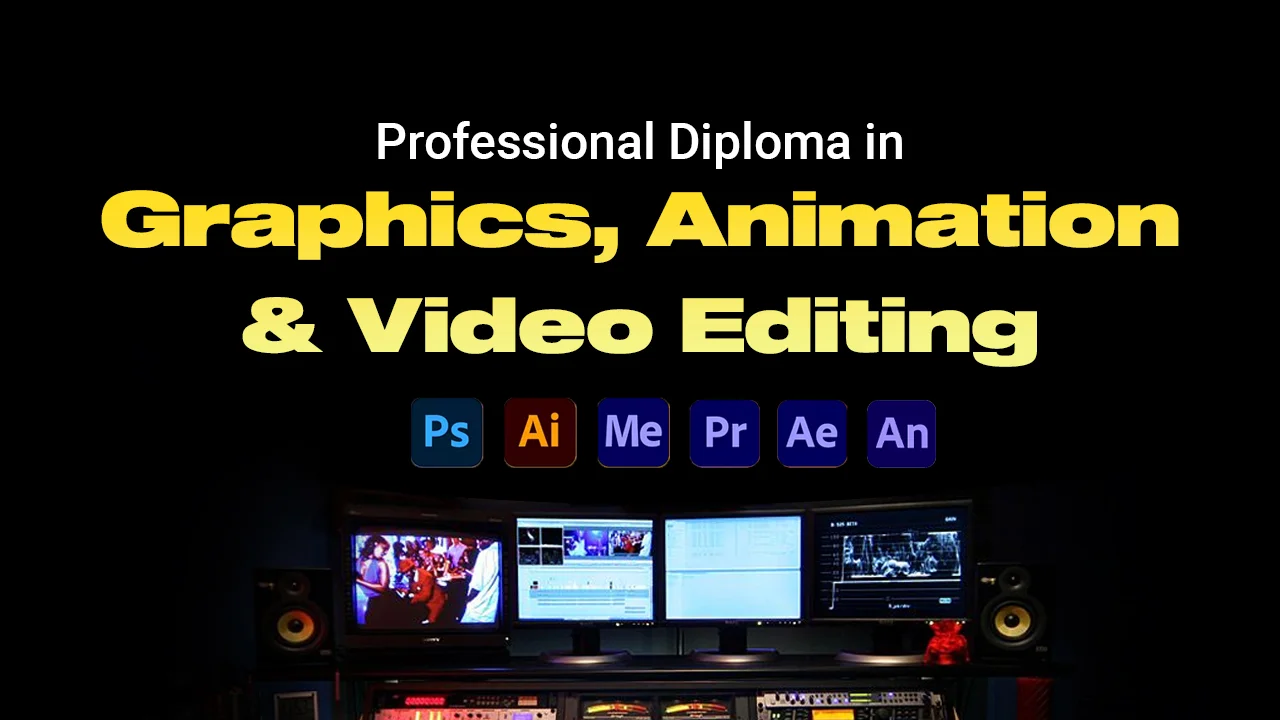 Professional Diploma in
Graphics, Animation
& Video Editing
Ps Ai Me Pr Ae An